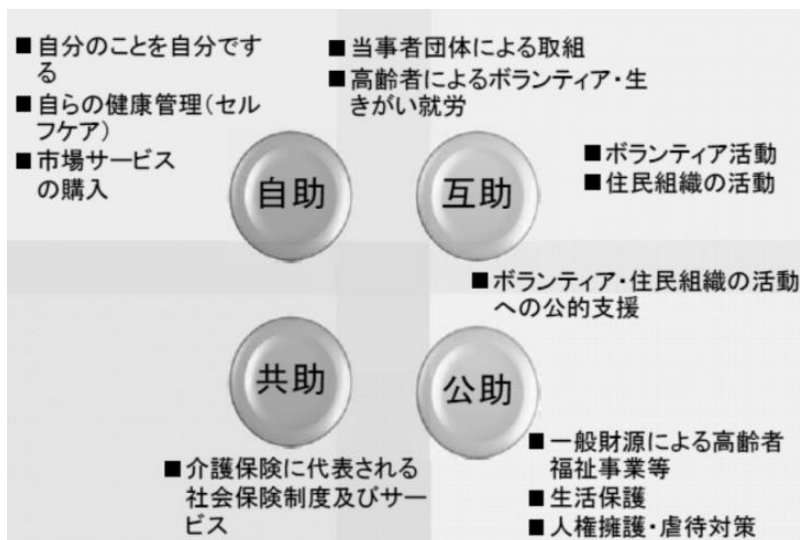 ■自分のことを自分です
る
■自らの健康管理(セル
フケア)
■市場サービス
の購入
■当事者団体による取組
■高齢者によるボランティア・生
きがい就労
自助
互助
■ボランティア活動
■住民組織の活動
■ボランティア・住民組織の活動
への公的支援
共助
公助
■介護保険に代表される
社会保険制度及びサー
ビス
■一般財源による高齢者
福祉事業等
■生活保護
■人権擁護・虐待対策